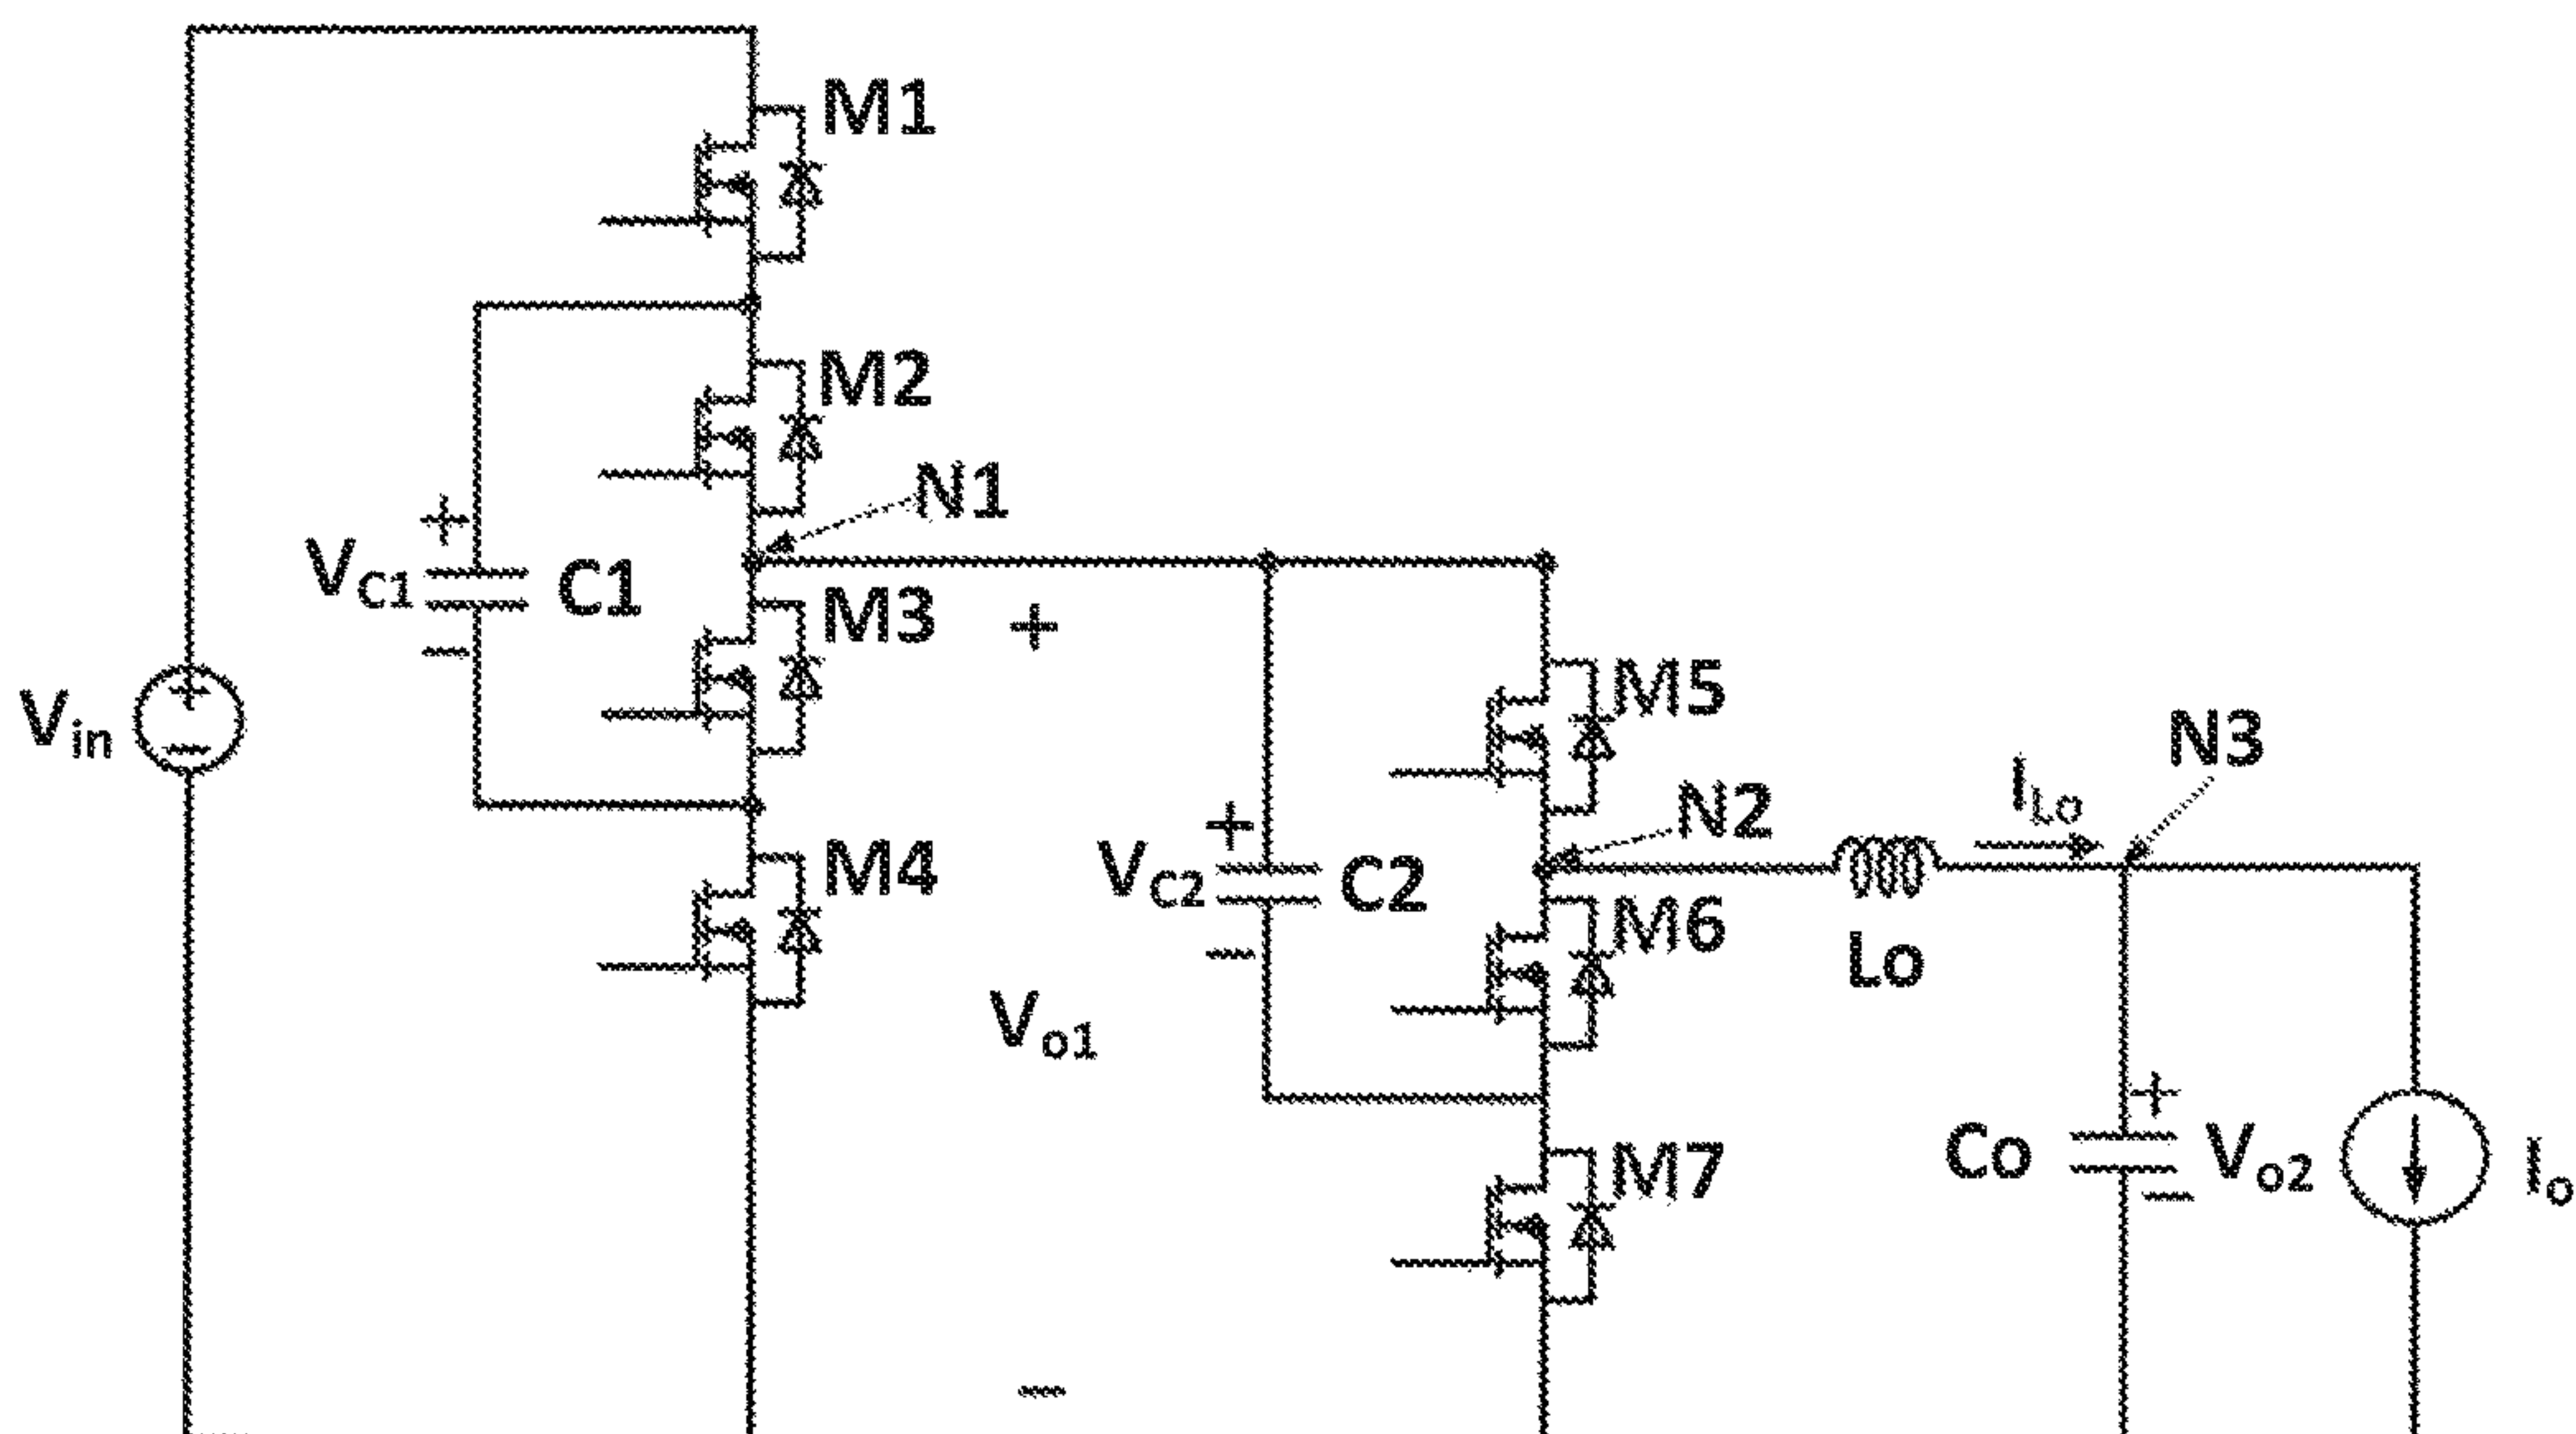 M1
M2
N1
+
V_C1
C1
−
M3
+
V_in
+
−
M5
N3
N2
I_Lo
+
V_C2
C2
−
M4
M6
Lo
V_o1
+
Co
V_o2
−
I_o
M7
−